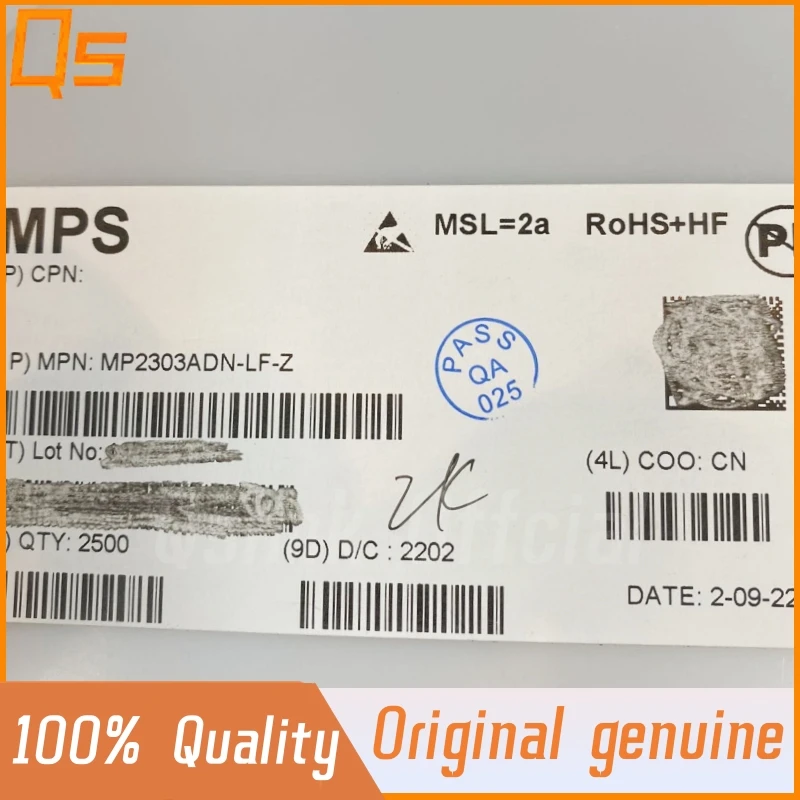 QS
MPS
MSL=2a RoHS+HF
P) CPN:
PASS
QA
025
P) MPN: MP2303ADN-LF-Z
T) Lot No:
(4L) COO: CN
) QTY: 2500
(9D) D/C : 2202
DATE: 2-09-22
100% Quality
Original genuine